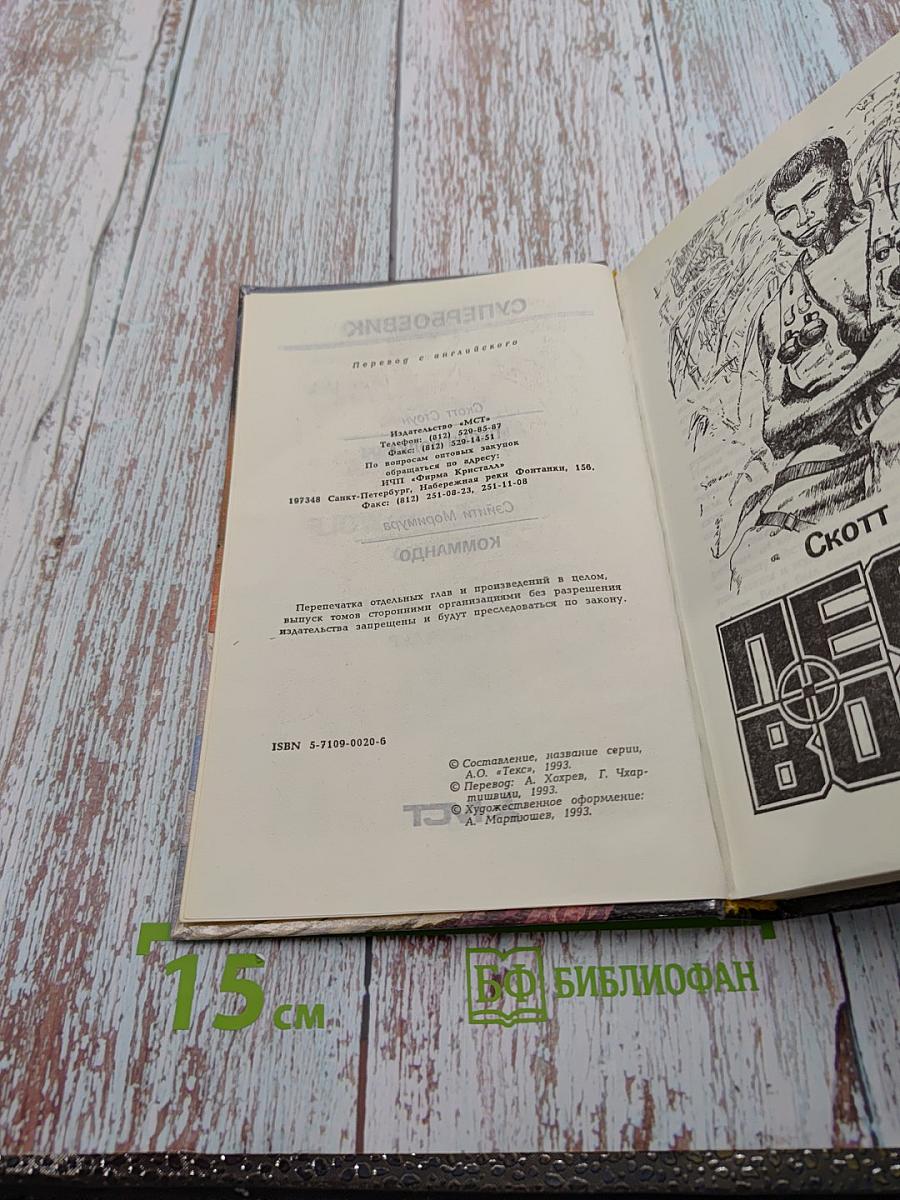 СУПЕРБОЕВИК
Перевод с английского
Скотт Стоун
Издательство «МСТ»
Телефон: (812) 529-85-87
Факс: (812) 529-14-51
По вопросам оптовых закупок
обращаться по адресу:
ИЧП «Фирма Кристалл»
197348 Санкт-Петербург, Набережная реки Фонтанки, 156.
Факс: (812) 251-08-23, 251-11-08
Сэйити Моримура
КОММАНДО
Перепечатка отдельных глав и произведений в целом,
выпуск томов сторонними организациями без разрешения
издательства запрещены и будут преследоваться по закону.
ISBN 5-7109-0020-6
© Составление, название серии,
А.О. «Текс», 1993.
© Перевод: А. Хохрев, Г. Чхар-
тишвили, 1993.
© Художественное оформление:
А. Мартюшев, 1993.
Скотт
ПЕС
ВО
15 см
БФ БИБЛИОФАН